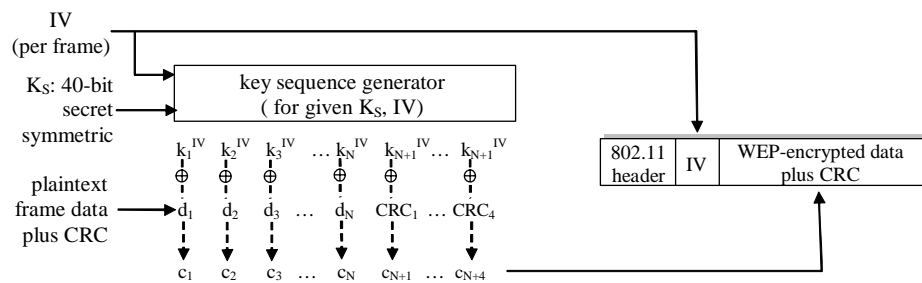 IV
(per frame)
K_S: 40-bit
secret
symmetric
key sequence generator
( for given K_S, IV)
k_1^IV k_2^IV k_3^IV … k_N^IV k_N+1^IV … k_N+1^IV
plaintext
frame data
plus CRC
d_1 d_2 d_3 … d_N CRC_1 … CRC_4
c_1 c_2 c_3 … c_N c_N+1 … c_N+4
802.11
header
IV
WEP-encrypted data
plus CRC